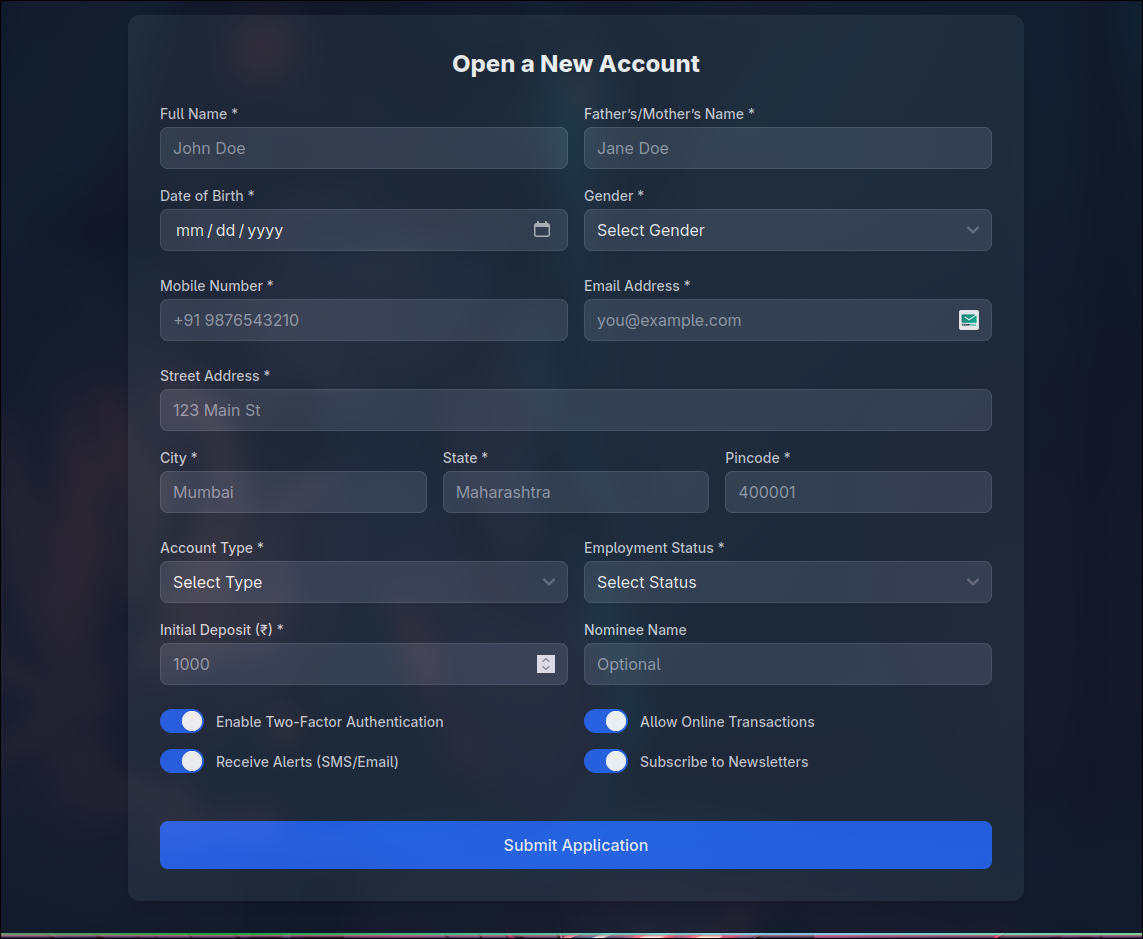 Open a New Account
Full Name * Father's/Mother's Name *
John Doe Jane Doe
Date of Birth * Gender *
mm/dd/yyyy Select Gender
Mobile Number * Email Address *
+91 9876543210 you@example.com
Street Address *
123 Main St
City * State * Pincode *
Mumbai Maharashtra 400001
Account Type * Employment Status *
Select Type Select Status
Initial Deposit (₹) * Nominee Name
1000 Optional
Enable Two-Factor Authentication Allow Online Transactions
Receive Alerts (SMS/Email) Subscribe to Newsletters
Submit Application